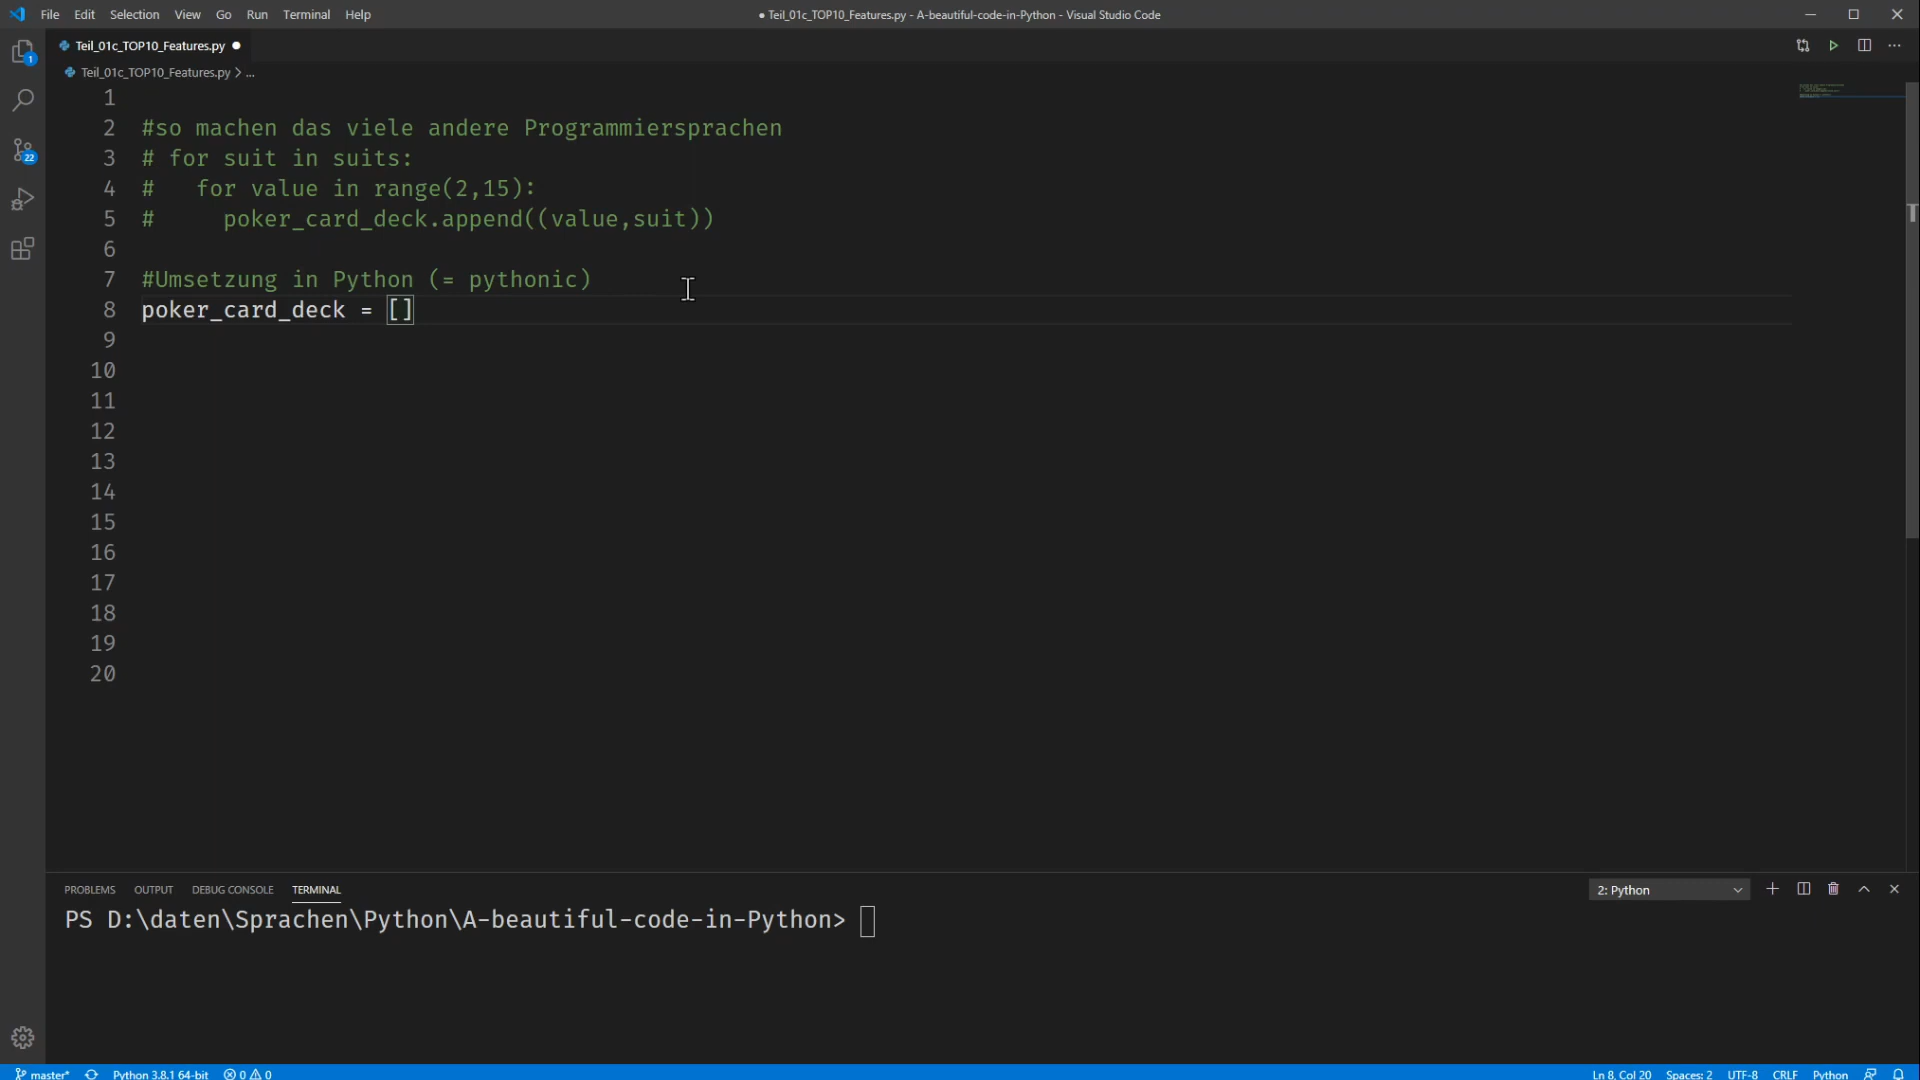 File Edit Selection View Go Run Terminal Help
● Teil_01c_TOP10_Features.py - A-beautiful-code-in-Python - Visual Studio Code
Teil_01c_TOP10_Features.py ●
Teil_01c_TOP10_Features.py > ...
1
22
1
2 #so machen das viele andere Programmiersprachen
3 # for suit in suits:
4 #   for value in range(2,15):
5 #     poker_card_deck.append((value,suit))
6
7 #Umsetzung in Python (= pythonic)
8 poker_card_deck = []
9
10
11
12
13
14
15
16
17
18
19
20
PROBLEMS OUTPUT DEBUG CONSOLE TERMINAL
2: Python
PS D:\daten\Sprachen\Python\A-beautiful-code-in-Python>
master* Python 3.8.1 64-bit 0 0
Ln 8, Col 20 Spaces: 2 UTF-8 CRLF Python